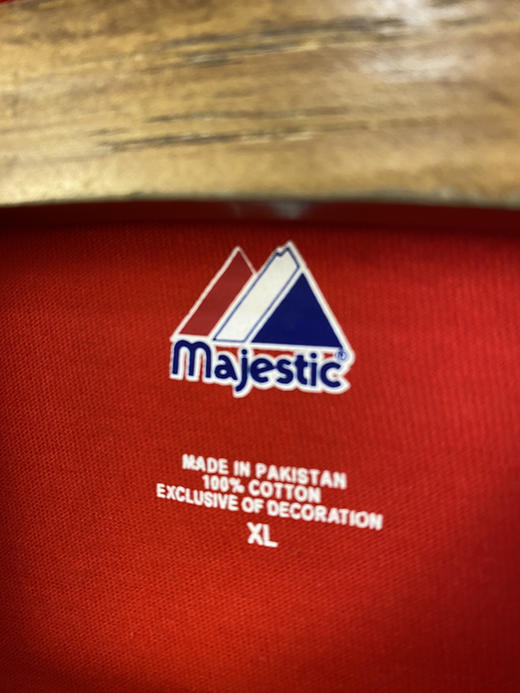 Majestic®
MADE IN PAKISTAN
100% COTTON
EXCLUSIVE OF DECORATION
XL